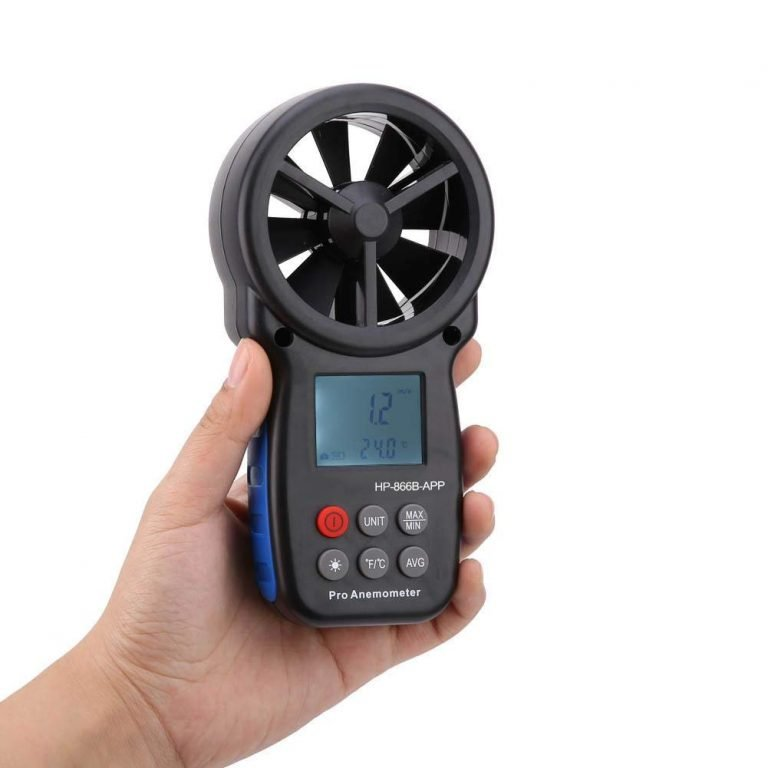 m/s
1.2
24.0 °C
HP-866B-APP
UNIT
MAX
MIN
°F/°C
AVG
Pro Anemometer